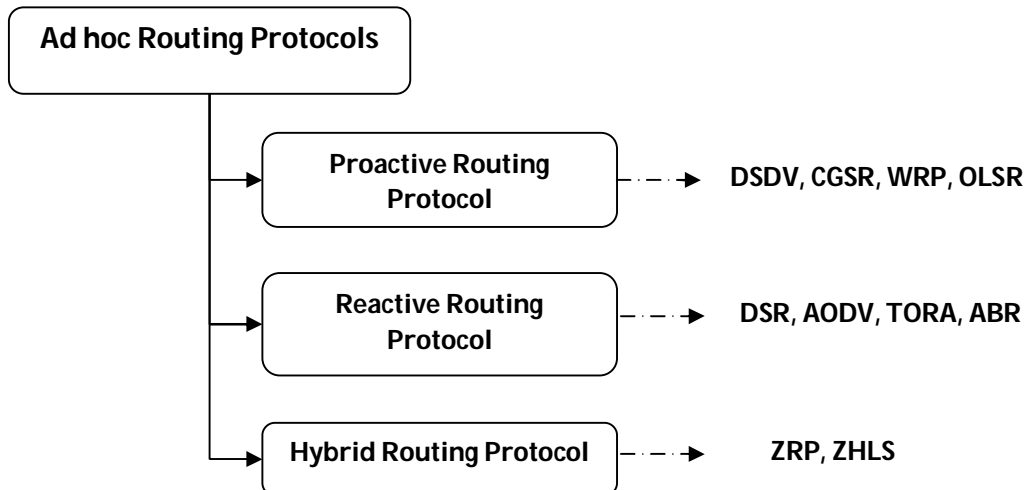 Ad hoc Routing Protocols
Proactive Routing
Protocol
DSDV, CGSR, WRP, OLSR
Reactive Routing
Protocol
DSR, AODV, TORA, ABR
Hybrid Routing Protocol
ZRP, ZHLS